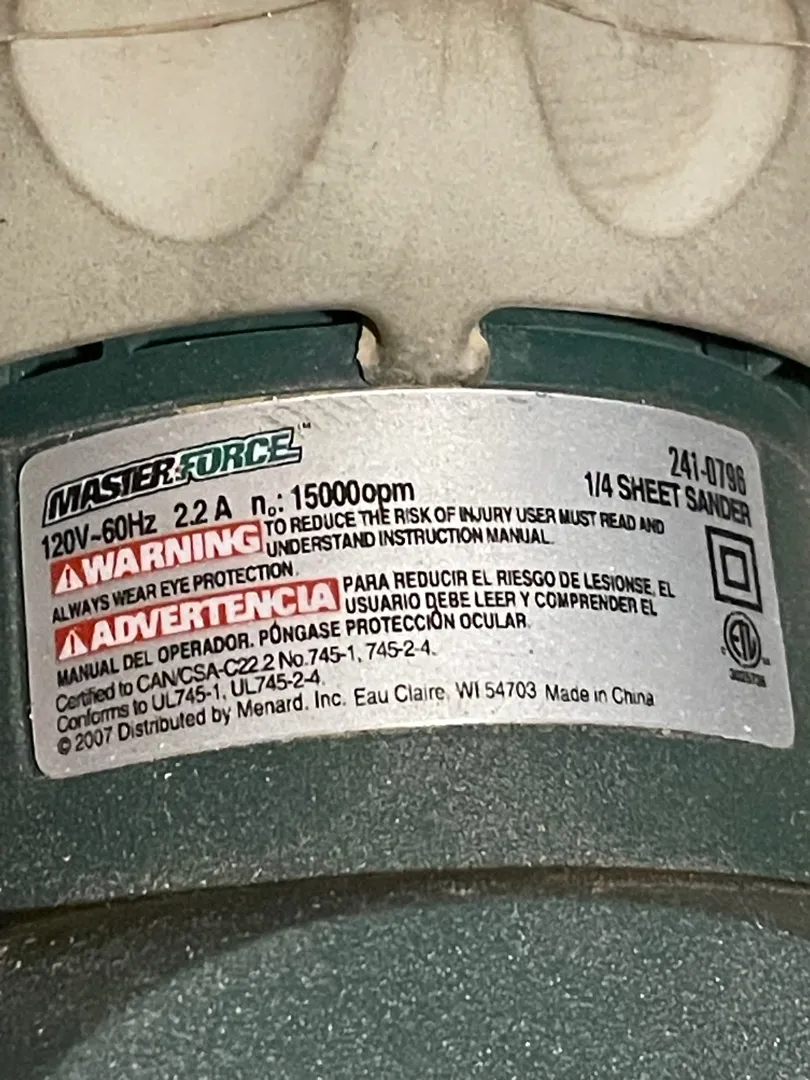 MASTERFORCE™
241-0796
120V~60Hz 2.2 A n₀: 15000opm
1/4 SHEET SANDER
WARNING TO REDUCE THE RISK OF INJURY USER MUST READ AND
UNDERSTAND INSTRUCTION MANUAL.
ALWAYS WEAR EYE PROTECTION.
ADVERTENCIA PARA REDUCIR EL RIESGO DE LESIONSE, EL
USUARIO DEBE LEER Y COMPRENDER EL
MANUAL DEL OPERADOR. PÓNGASE PROTECCIÓN OCULAR.
Certified to CAN/CSA-C22.2 No.745-1, 745-2-4.
Conforms to UL745-1, UL745-2-4.
© 2007 Distributed by Menard. Inc. Eau Claire, WI 54703 Made in China
ETL